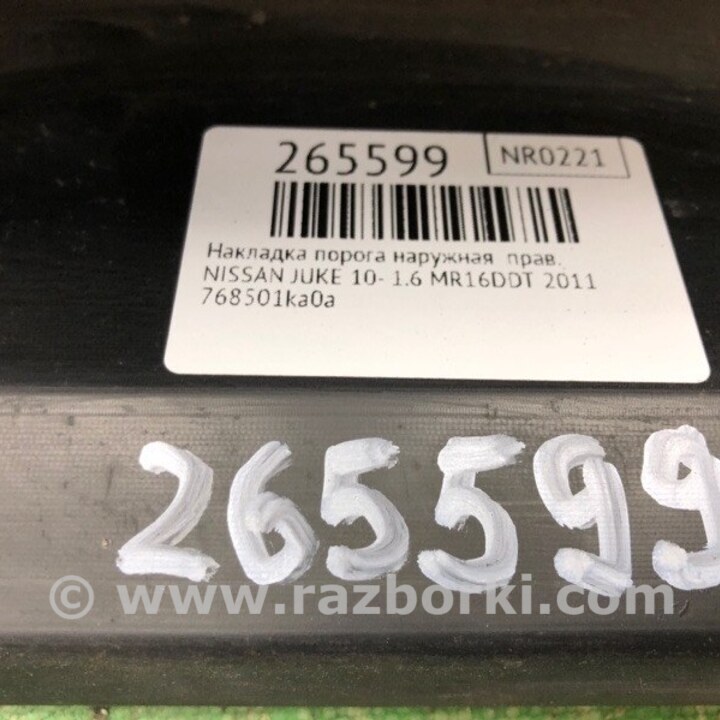 265599
NR0221
Накладка порога наружная прав.
NISSAN JUKE 10- 1.6 MR16DDT 2011
768501ka0a
265599
© www.razborki.com